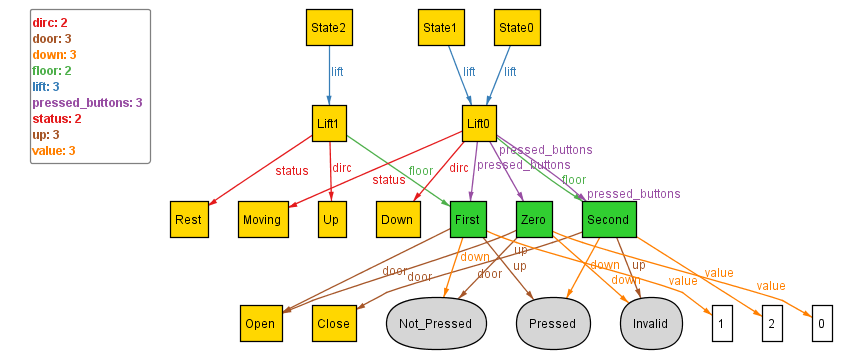 dirc: 2
door: 3
down: 3
floor: 2
lift: 3
pressed_buttons: 3
status: 2
up: 3
value: 3
State2
State1
State0
lift
lift
lift
Lift1
Lift0
pressed_buttons
status
dirc
floor
status
dirc
pressed_buttons
floor
pressed_buttons
Rest
Moving
Up
Down
First
Zero
Second
door
door
down
door
up
up
down
down
up
value
value
value
Open
Close
Not_Pressed
Pressed
Invalid
1
2
0